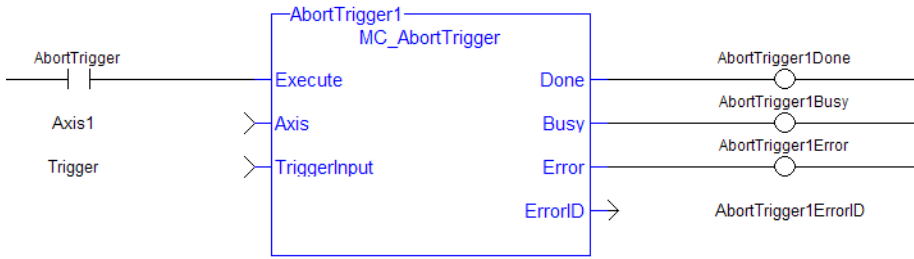 AbortTrigger1
MC_AbortTrigger
AbortTrigger
Execute
Done
AbortTrigger1Done
Axis1
Axis
Busy
AbortTrigger1Busy
Trigger
TriggerInput
Error
AbortTrigger1Error
ErrorID
AbortTrigger1ErrorID